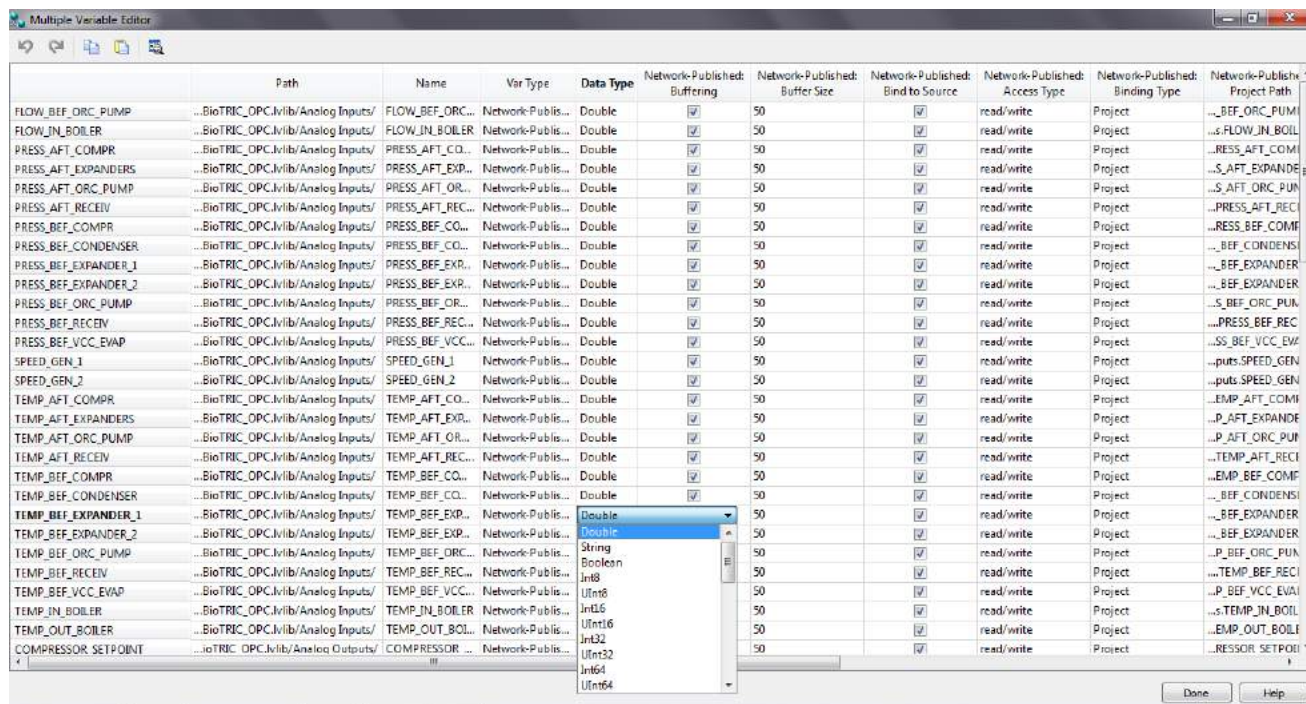 Multiple Variable Editor
Path Name Var Type Data Type Network-Published: Buffering Network-Published: Buffer Size Network-Published: Bind to Source Network-Published: Access Type Network-Published: Binding Type Network-Publishe Project Path
FLOW_BEF_ORC_PUMP ...BioTRIC_OPC.lvlib/Analog Inputs/ FLOW_BEF_ORC... Network-Publis... Double 50 read/write Project ..._BEF_ORC_PUMI
FLOW_IN_BOILER ...BioTRIC_OPC.lvlib/Analog Inputs/ FLOW_IN_BOILER Network-Publis... Double 50 read/write Project ...s.FLOW_IN_BOIL
PRESS_AFT_COMPR ...BioTRIC_OPC.lvlib/Analog Inputs/ PRESS_AFT_CO... Network-Publis... Double 50 read/write Project ...RESS_AFT_COMI
PRESS_AFT_EXPANDERS ...BioTRIC_OPC.lvlib/Analog Inputs/ PRESS_AFT_EXP... Network-Publis... Double 50 read/write Project ...S_AFT_EXPANDE
PRESS_AFT_ORC_PUMP ...BioTRIC_OPC.lvlib/Analog Inputs/ PRESS_AFT_OR... Network-Publis... Double 50 read/write Project ...S_AFT_ORC_PUN
PRESS_AFT_RECEIV ...BioTRIC_OPC.lvlib/Analog Inputs/ PRESS_AFT_REC... Network-Publis... Double 50 read/write Project ...PRESS_AFT_RECI
PRESS_BEF_COMPR ...BioTRIC_OPC.lvlib/Analog Inputs/ PRESS_BEF_CO... Network-Publis... Double 50 read/write Project ...RESS_BEF_COMF
PRESS_BEF_CONDENSER ...BioTRIC_OPC.lvlib/Analog Inputs/ PRESS_BEF_CO... Network-Publis... Double 50 read/write Project ..._BEF_CONDENSI
PRESS_BEF_EXPANDER_1 ...BioTRIC_OPC.lvlib/Analog Inputs/ PRESS_BEF_EXP... Network-Publis... Double 50 read/write Project ..._BEF_EXPANDER
PRESS_BEF_EXPANDER_2 ...BioTRIC_OPC.lvlib/Analog Inputs/ PRESS_BEF_EXP... Network-Publis... Double 50 read/write Project ..._BEF_EXPANDER
PRESS_BEF_ORC_PUMP ...BioTRIC_OPC.lvlib/Analog Inputs/ PRESS_BEF_OR... Network-Publis... Double 50 read/write Project ...S_BEF_ORC_PUN
PRESS_BEF_RECEIV ...BioTRIC_OPC.lvlib/Analog Inputs/ PRESS_BEF_REC... Network-Publis... Double 50 read/write Project ...PRESS_BEF_REC
PRESS_BEF_VCC_EVAP ...BioTRIC_OPC.lvlib/Analog Inputs/ PRESS_BEF_VCC... Network-Publis... Double 50 read/write Project ...SS_BEF_VCC_EVA
SPEED_GEN_1 ...BioTRIC_OPC.lvlib/Analog Inputs/ SPEED_GEN_1 Network-Publis... Double 50 read/write Project ...puts.SPEED_GEN
SPEED_GEN_2 ...BioTRIC_OPC.lvlib/Analog Inputs/ SPEED_GEN_2 Network-Publis... Double 50 read/write Project ...puts.SPEED_GEN
TEMP_AFT_COMPR ...BioTRIC_OPC.lvlib/Analog Inputs/ TEMP_AFT_CO... Network-Publis... Double 50 read/write Project ...EMP_AFT_COMI
TEMP_AFT_EXPANDERS ...BioTRIC_OPC.lvlib/Analog Inputs/ TEMP_AFT_EXP... Network-Publis... Double 50 read/write Project ...P_AFT_EXPANDE
TEMP_AFT_ORC_PUMP ...BioTRIC_OPC.lvlib/Analog Inputs/ TEMP_AFT_OR... Network-Publis... Double 50 read/write Project ...P_AFT_ORC_PUN
TEMP_AFT_RECEIV ...BioTRIC_OPC.lvlib/Analog Inputs/ TEMP_AFT_REC... Network-Publis... Double 50 read/write Project ...TEMP_AFT_RECI
TEMP_BEF_COMPR ...BioTRIC_OPC.lvlib/Analog Inputs/ TEMP_BEF_CO... Network-Publis... Double 50 read/write Project ...EMP_BEF_COMF
TEMP_BEF_CONDENSER ...BioTRIC_OPC.lvlib/Analog Inputs/ TEMP_BEF_CO... Network-Publis... Double 50 read/write Project ..._BEF_CONDENSI
TEMP_BEF_EXPANDER_1 ...BioTRIC_OPC.lvlib/Analog Inputs/ TEMP_BEF_EXP... Network-Publis... Double 50 read/write Project ..._BEF_EXPANDER
TEMP_BEF_EXPANDER_2 ...BioTRIC_OPC.lvlib/Analog Inputs/ TEMP_BEF_EXP... Network-Publis... Double 50 read/write Project ..._BEF_EXPANDER
TEMP_BEF_ORC_PUMP ...BioTRIC_OPC.lvlib/Analog Inputs/ TEMP_BEF_ORC... Network-Publis... String 50 read/write Project ...P_BEF_ORC_PUN
Boolean
TEMP_BEF_RECEIV ...BioTRIC_OPC.lvlib/Analog Inputs/ TEMP_BEF_REC... Network-Publis... Int8 50 read/write Project ...TEMP_BEF_RECI
TEMP_BEF_VCC_EVAP ...BioTRIC_OPC.lvlib/Analog Inputs/ TEMP_BEF_VCC... Network-Publis... UInt8 50 read/write Project ...P_BEF_VCC_EVAI
TEMP_IN_BOILER ...BioTRIC_OPC.lvlib/Analog Inputs/ TEMP_IN_BOILER Network-Publis... Int16 50 read/write Project ...s.TEMP_IN_BOIL
UInt16
TEMP_OUT_BOILER ...BioTRIC_OPC.lvlib/Analog Inputs/ TEMP_OUT_BOI... Network-Publis... Int32 50 read/write Project ...EMP_OUT_BOILE
COMPRESSOR SETPOINT ...ioTRIC_OPC.lvlib/Analog Outputs/ COMPRESSOR ... Network-Publis... UInt32 50 read/write Project ...RESSOR SETPOI
Int64
UInt64
Done Help